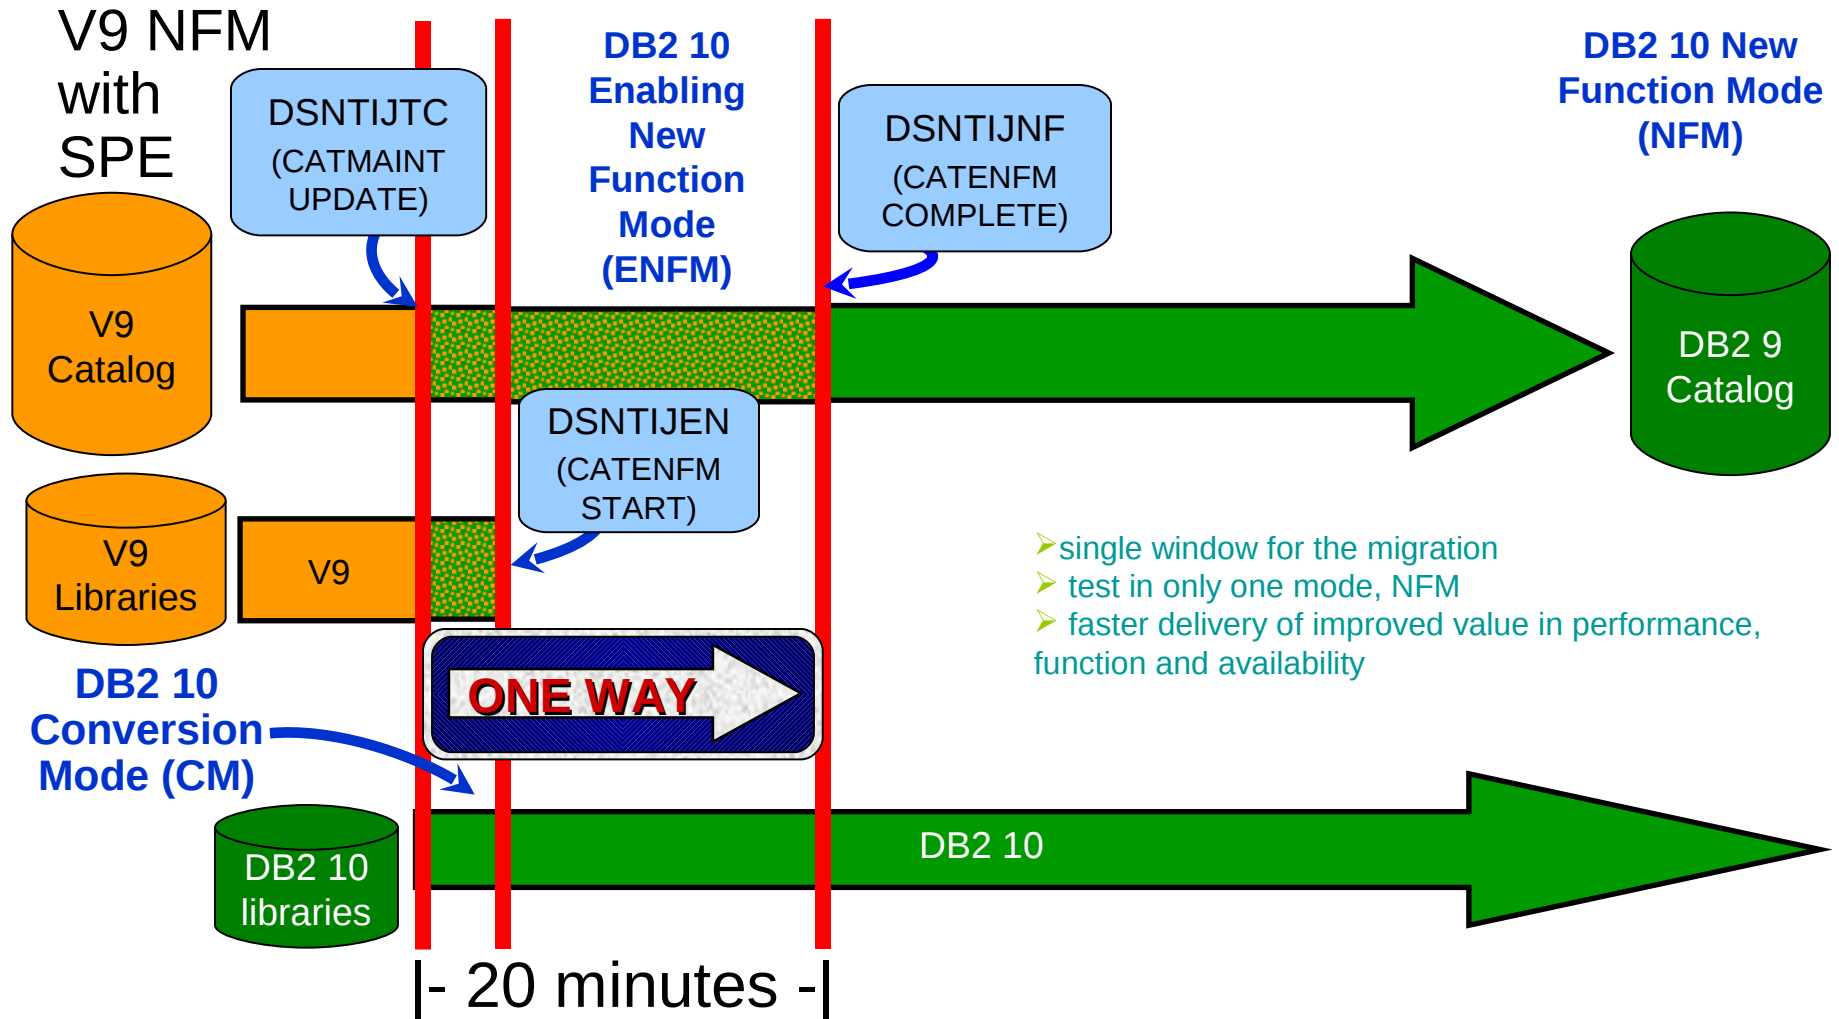 V9 NFM
with
SPE
DSNTIJTC
(CATMAINT
UPDATE)
DB2 10
Enabling
New
Function
Mode
(ENFM)
DSNTIJNF
(CATENFM
COMPLETE)
DB2 10 New
Function Mode
(NFM)
V9
Catalog
DB2 9
Catalog
DSNTIJEN
(CATENFM
START)
V9
Libraries
V9
single window for the migration
test in only one mode, NFM
faster delivery of improved value in performance,
function and availability
ONE WAY
DB2 10
Conversion
Mode (CM)
DB2 10
libraries
DB2 10
|- 20 minutes -|